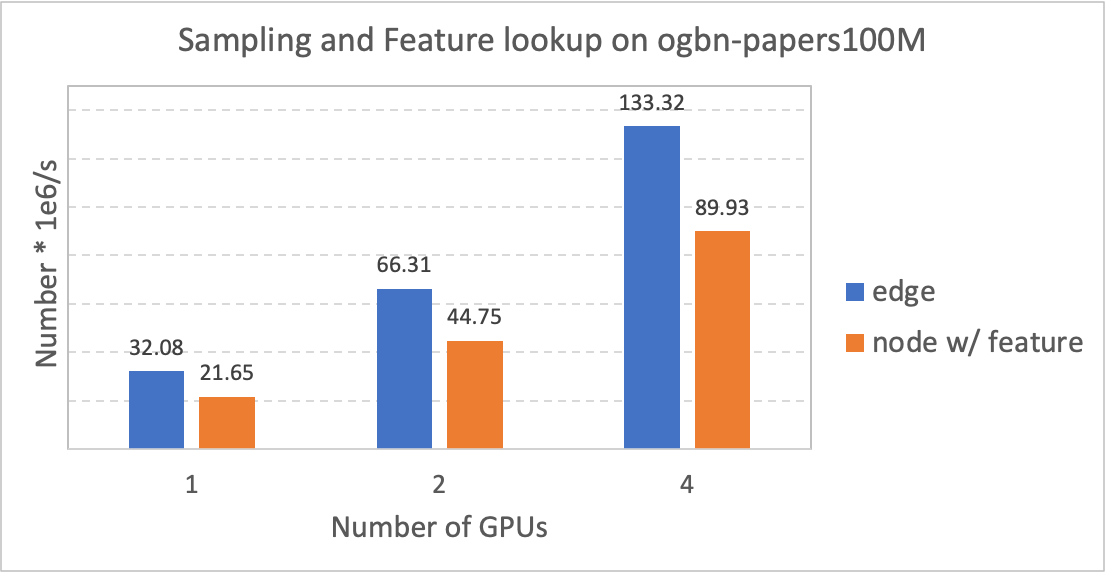 Sampling and Feature lookup on ogbn-papers100M
Number * 1e6/s
133.32
89.93
66.31
44.75
32.08
21.65
edge
node w/ feature
1
2
4
Number of GPUs